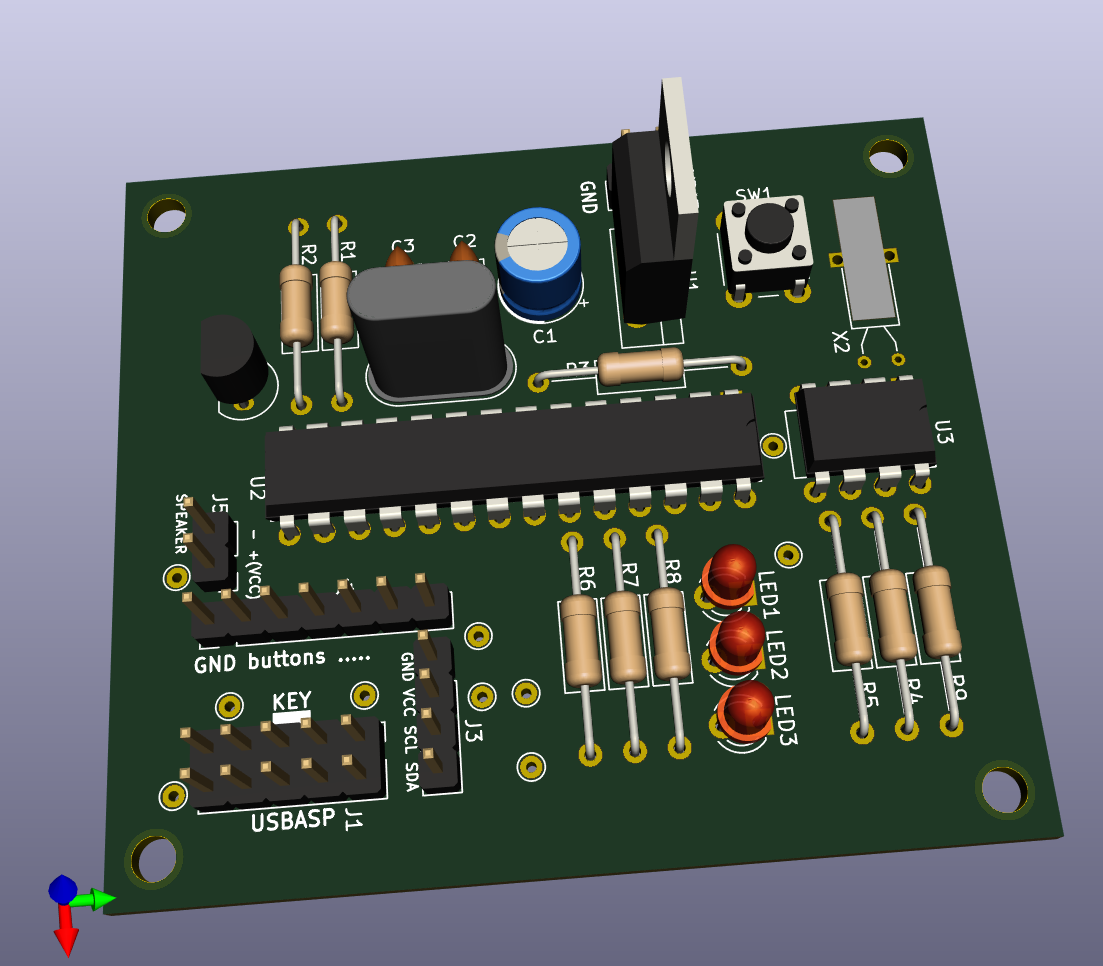 SW1
GND
R2
R1
C3
C2
+
C1
X2
U3
U2
J5
SPEAKER
- +(VCC)
R6
R7
R8
LED1
LED2
LED3
R5
R4
R9
GND buttons .....
GND VCC SCL SDA
J3
KEY
USBASP
J1